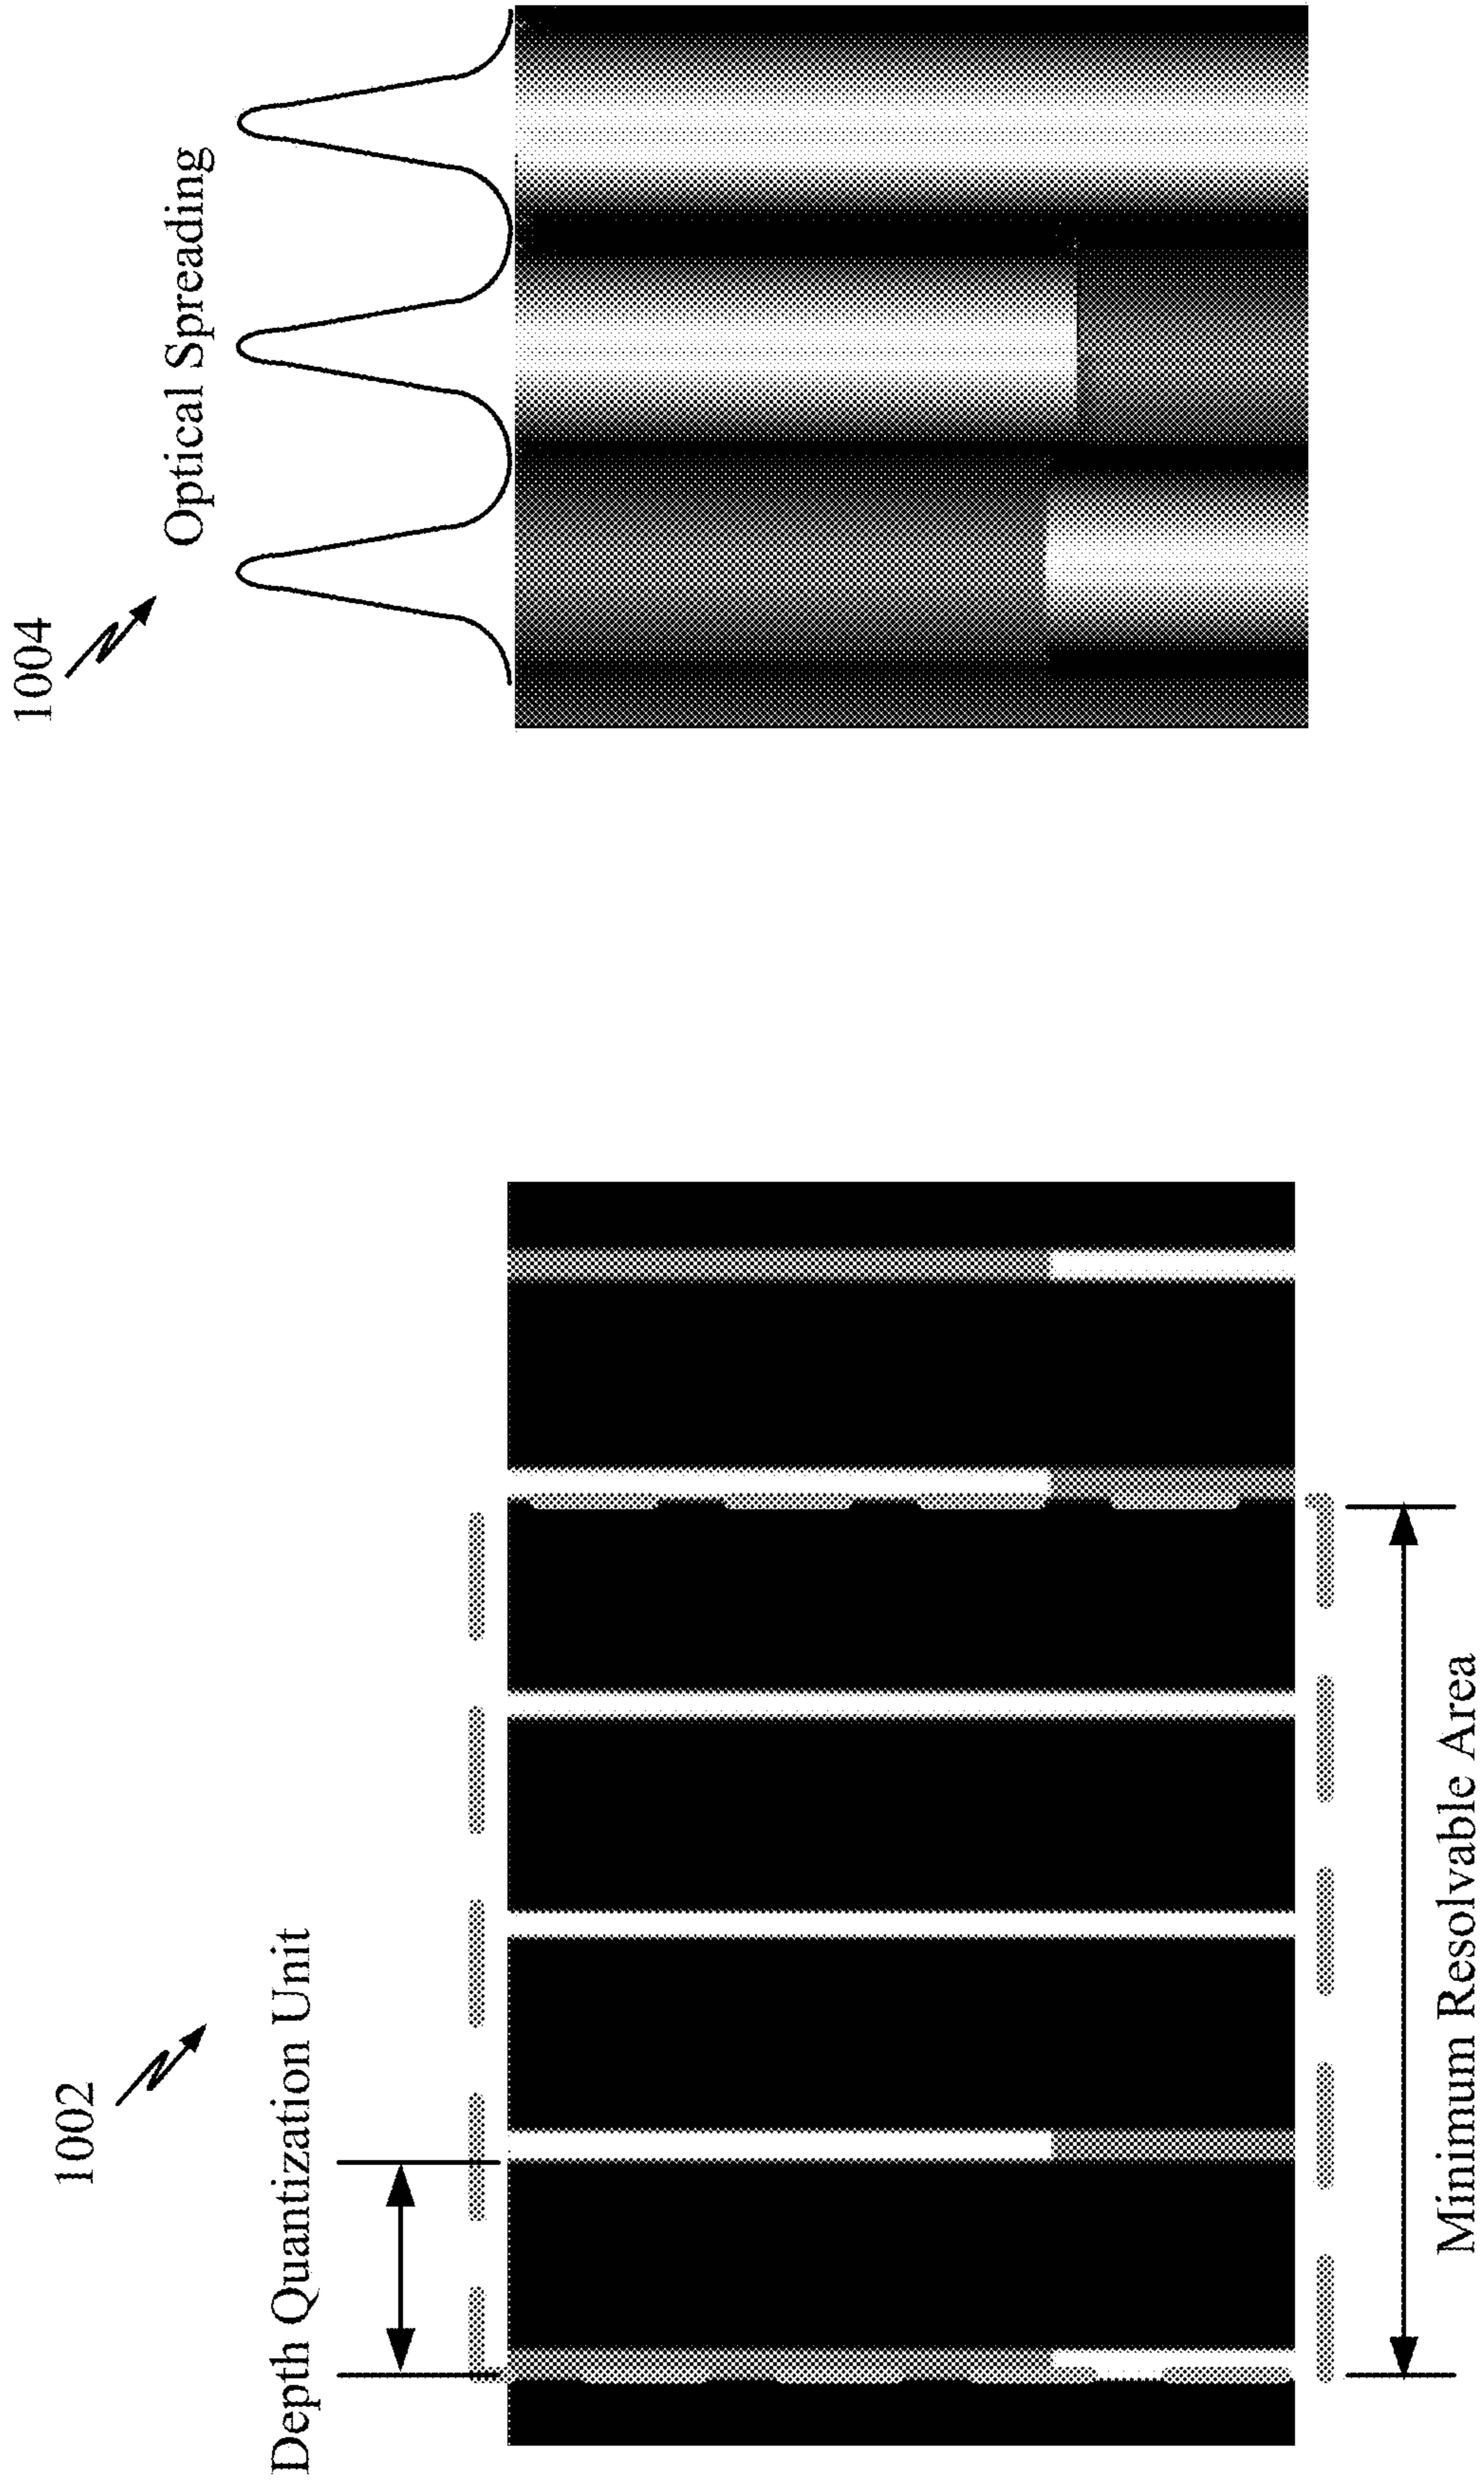 1002
Depth Quantization Unit
Minimum Resolvable Area
1004
Optical Spreading